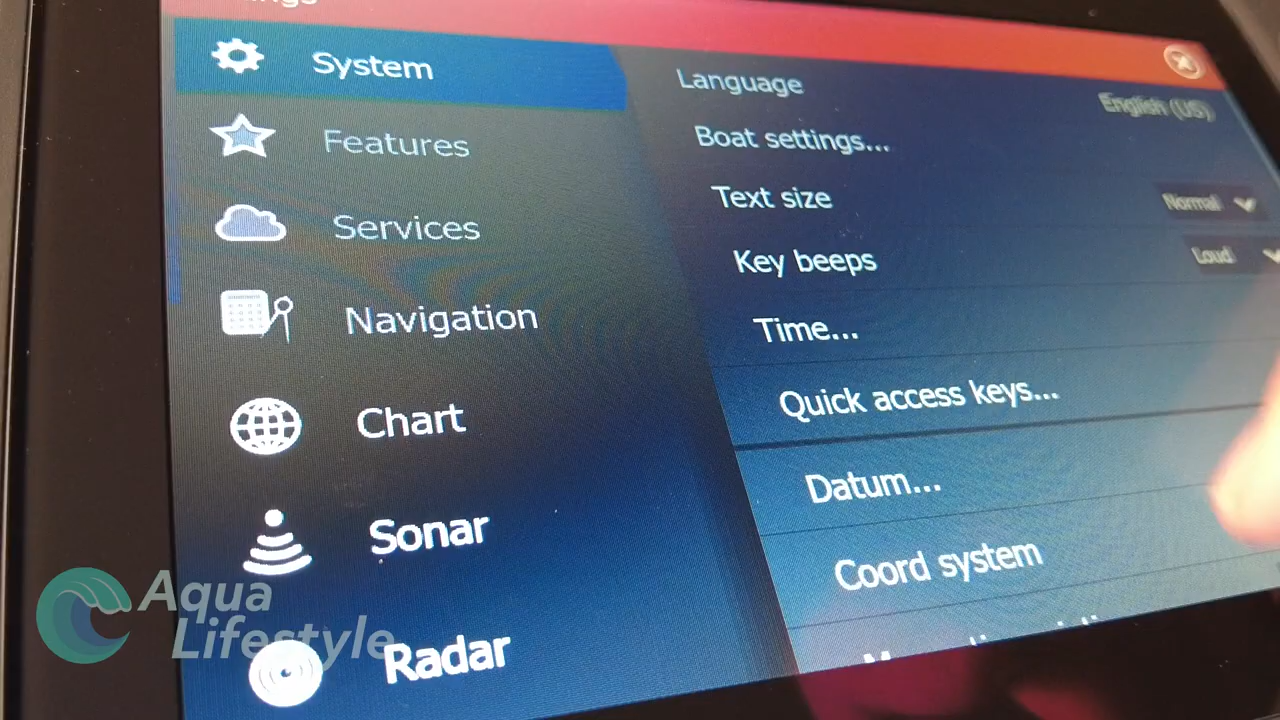 System
Features
Services
Navigation
Chart
Sonar
Radar
Language
English (US)
Boat settings...
Text size
Normal
Key beeps
Loud
Time...
Quick access keys...
Datum...
Coord system
Aqua
Lifestyle